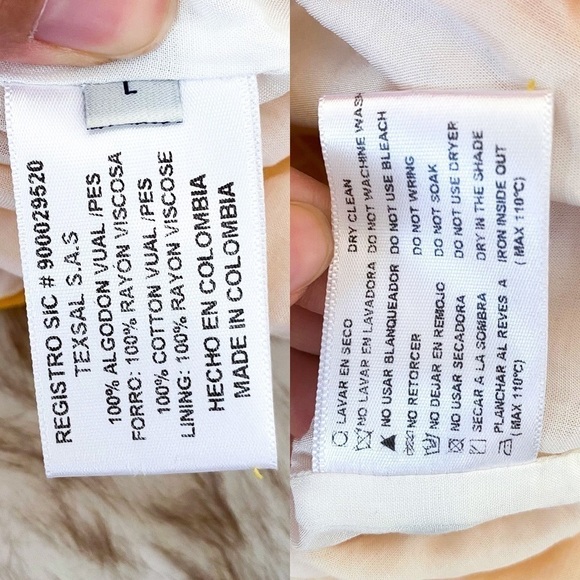 L
REGISTRO SIC # 900029520
TEXSAL S.A.S
100% ALGODON VUAL /PES
FORRO: 100% RAYON VISCOSA
100% COTTON VUAL /PES
LINING: 100% RAYON VISCOSE
HECHO EN COLOMBIA
MADE IN COLOMBIA
LAVAR EN SECO DRY CLEAN
NO LAVAR EN LAVADORA DO NOT WACHINE WASH
NO USAR BLANQUEADOR DO NOT USE BLEACH
NO RETORCER DO NOT WRING
NO DEJAR EN REMOJO DO NOT SOAK
NO USAR SECADORA DO NOT USE DRYER
SECAR A LA SOMBRA DRY IN THE SHADE
PLANCHAR AL REVES A IRON INSIDE OUT
( MAX 110ºC) ( MAX 110ºC)